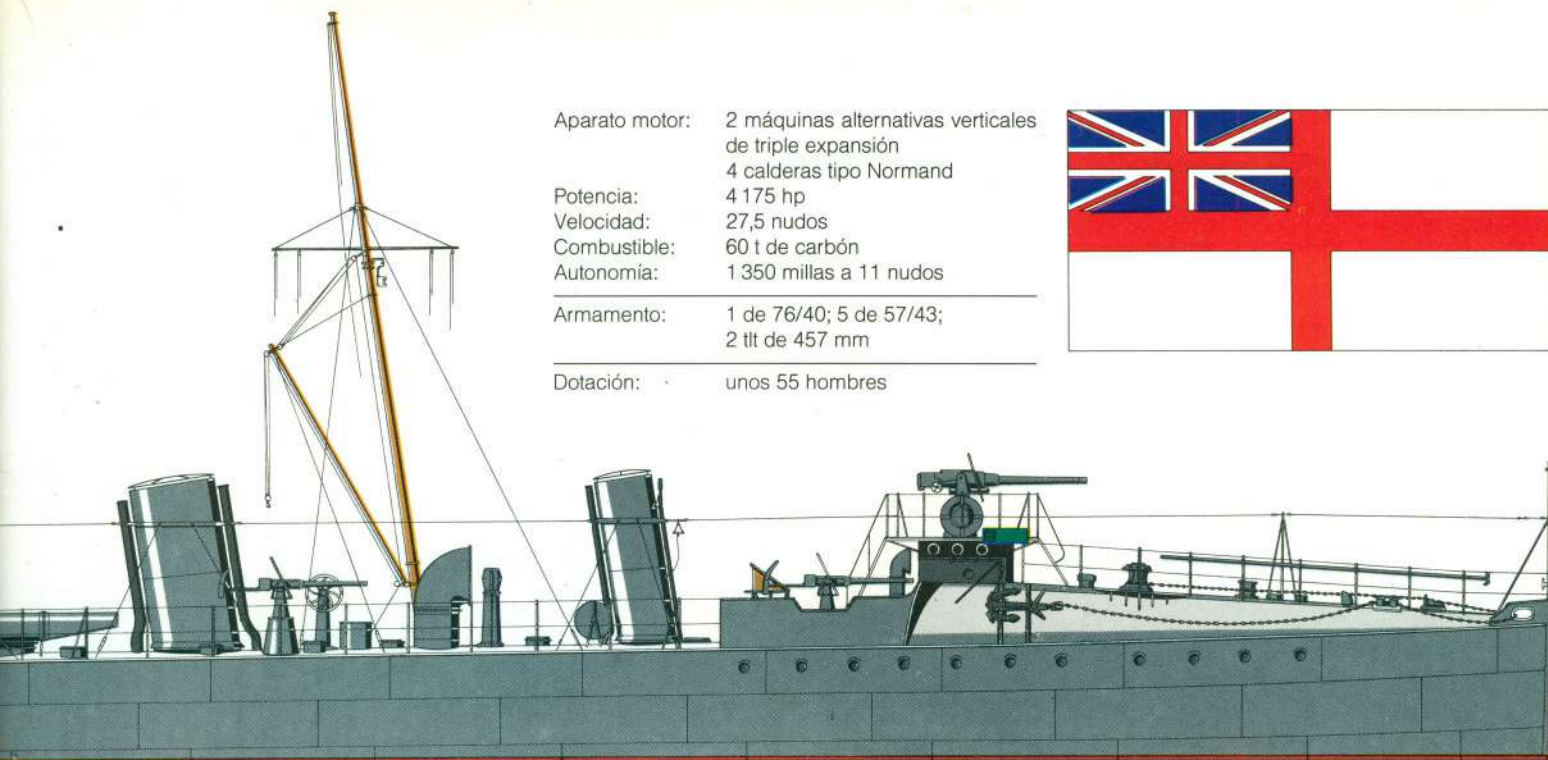 Aparato motor: 2 máquinas alternativas verticales
de triple expansión
4 calderas tipo Normand
Potencia: 4 175 hp
Velocidad: 27,5 nudos
Combustible: 60 t de carbón
Autonomía: 1 350 millas a 11 nudos
Armamento: 1 de 76/40; 5 de 57/43;
2 tlt de 457 mm
Dotación: unos 55 hombres